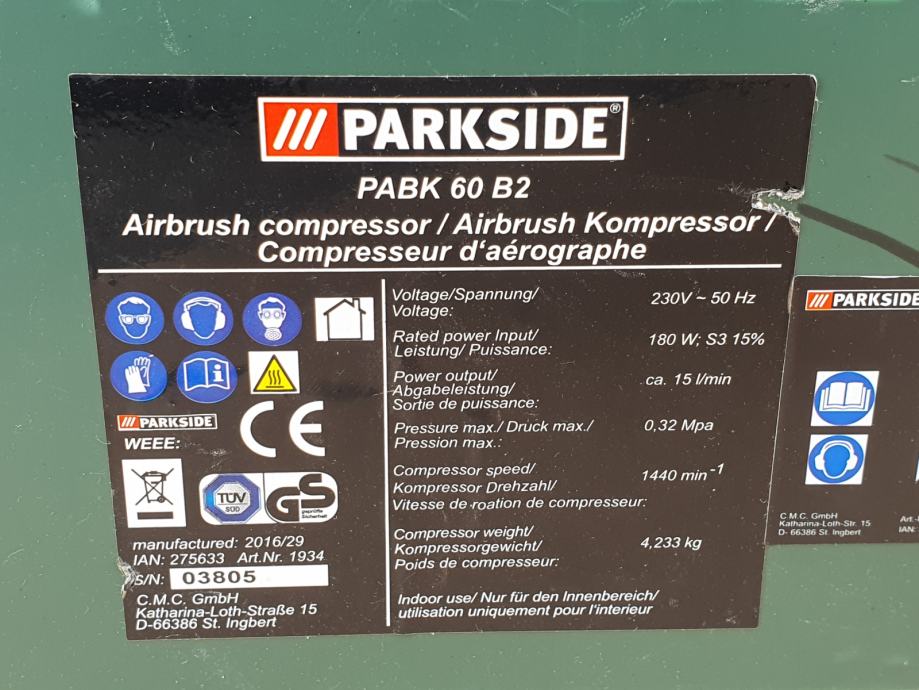 PARKSIDE®
PABK 60 B2
Airbrush compressor / Airbrush Kompressor /
Compresseur d'aérographe
Voltage/Spannung/
Voltage:
230V ~ 50 Hz
Rated power Input/
Leistung/ Puissance:
180 W; S3 15%
Power output/
Abgabeleistung/
Sortie de puissance:
ca. 15 l/min
Pressure max./ Druck max./
Pression max.:
0,32 Mpa
Compressor speed/
Kompressor Drehzahl/
Vitesse de roation de compresseur:
1440 min-1
Compressor weight/
Kompressorgewicht/
Poids de compresseur:
4,233 kg
Indoor use/ Nur für den Innenbereich/
utilisation uniquement pour l'interieur
PARKSIDE
CE
WEEE:
TÜV
SÜD
GS
geprüfte
Sicherheit
manufactured: 2016/29
IAN: 275633 Art.Nr. 1934
S/N: 03805
C.M.C. GmbH
Katharina-Loth-Straße 15
D-66386 St. Ingbert
PARKSIDE
C.M.C. GmbH
Katharina-Loth-Str. 15
D- 66386 St. Ingbert
Art.-
IAN: